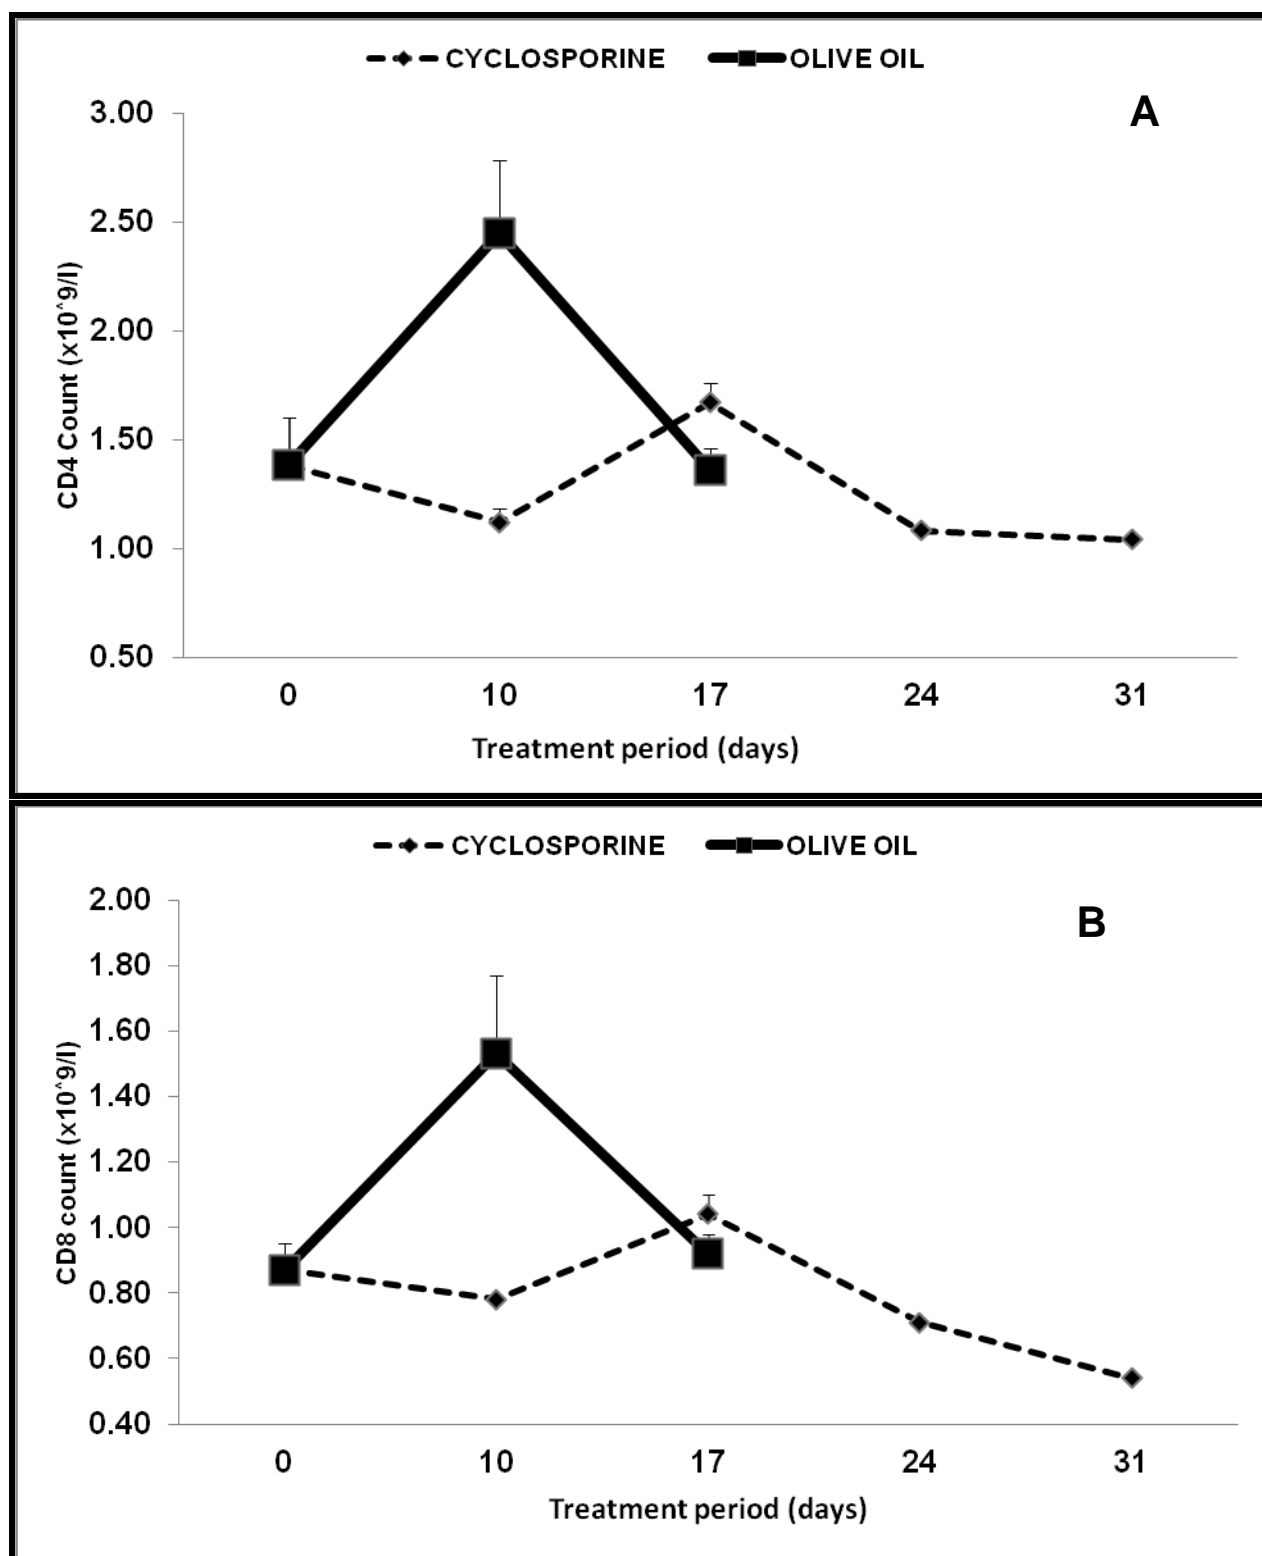 CYCLOSPORINE OLIVE OIL
A
3.00
2.50
2.00
1.50
1.00
0.50
CD4 Count (x10^9/l)
0 10 17 24 31
Treatment period (days)
CYCLOSPORINE OLIVE OIL
B
2.00
1.80
1.60
1.40
1.20
1.00
0.80
0.60
0.40
CD8 count (x10^9/l)
0 10 17 24 31
Treatment period (days)